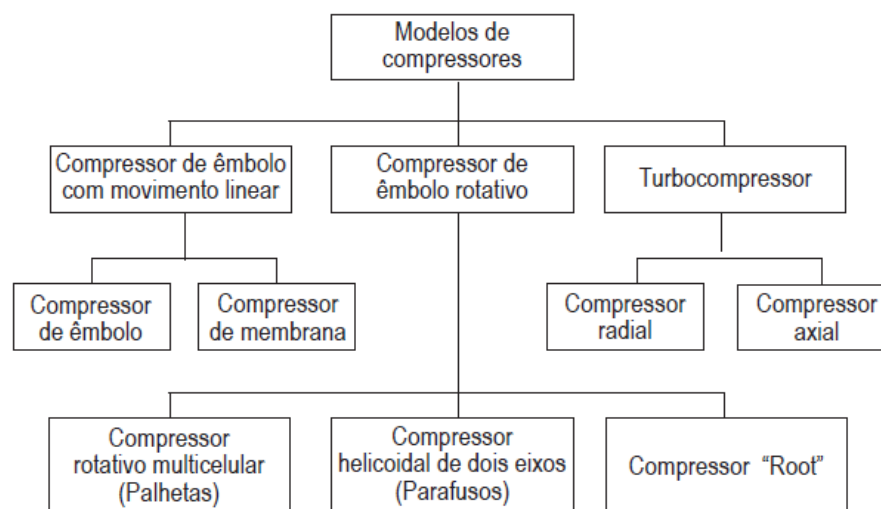 Modelos de
compressores
Compressor de êmbolo
com movimento linear
Compressor de
êmbolo rotativo
Turbocompressor
Compressor
de êmbolo
Compressor
de membrana
Compressor
radial
Compressor
axial
Compressor
rotativo multicelular
(Palhetas)
Compressor
helicoidal de dois eixos
(Parafusos)
Compressor "Root"